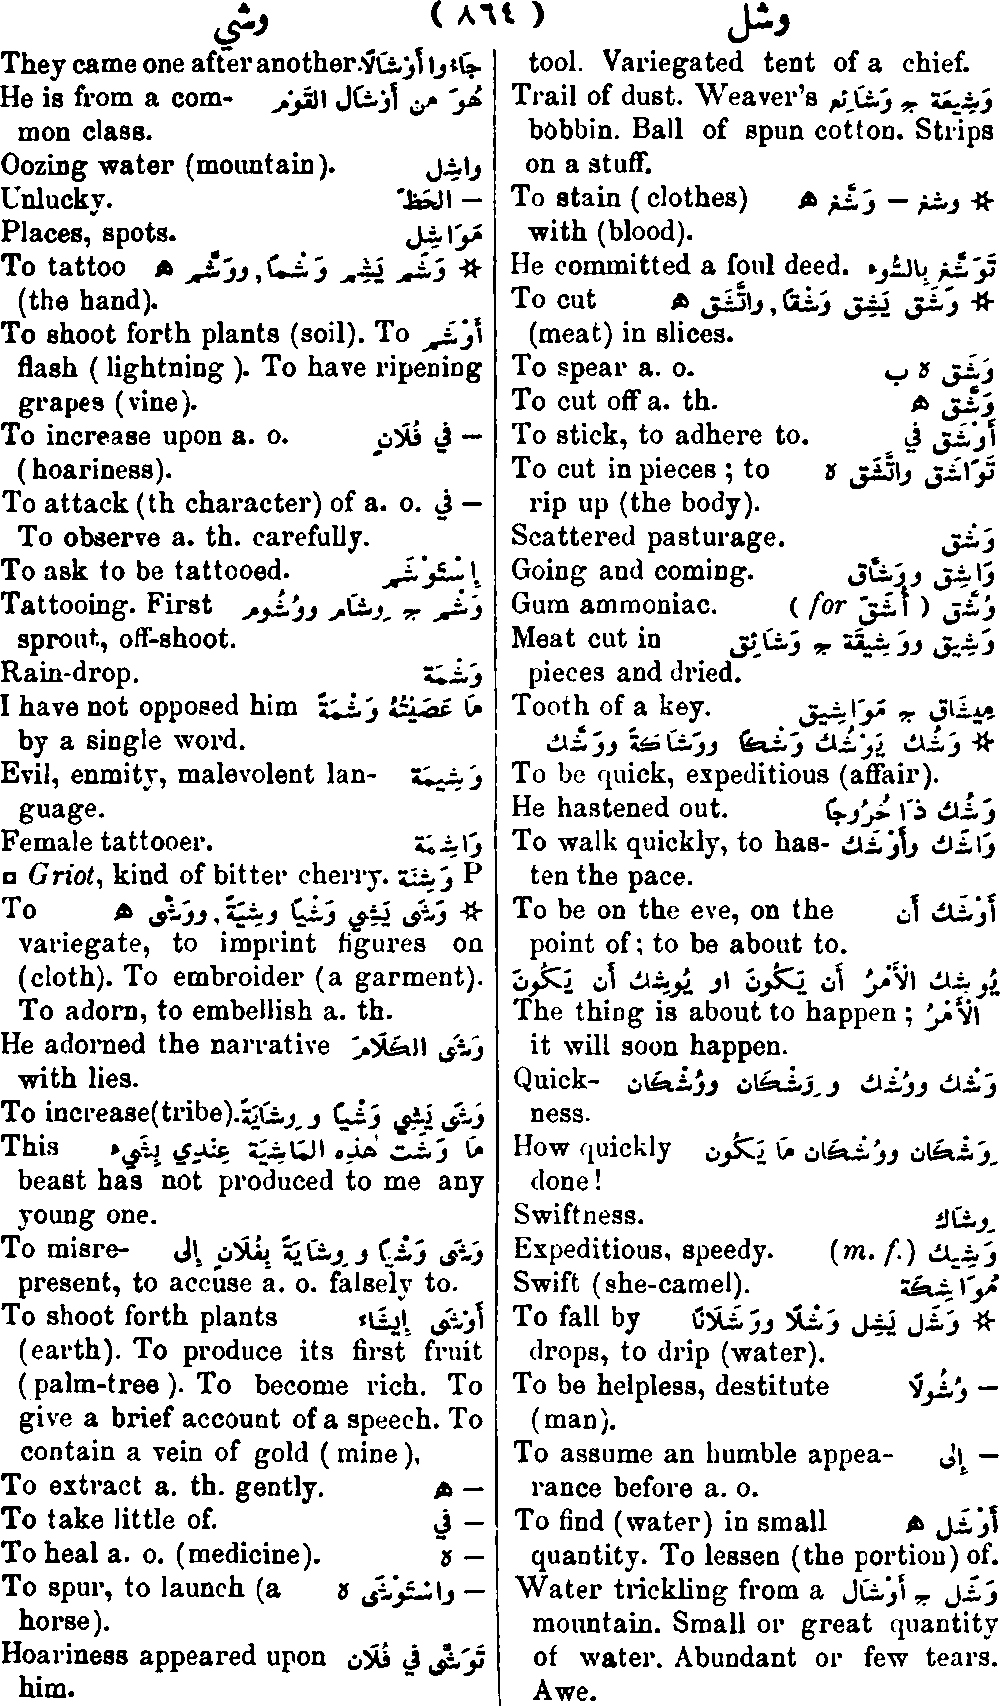 وشل ( ٨٦٤ ) وشي
tool. Variegated tent of a chief.
Trail of dust. Weaver's وَشِيعَة ج وَشَائِع
bobbin. Ball of spun cotton. Strips
on a stuff.
To stain ( clothes) ☆ وشغ – وَشَّغ ه
with (blood).
He committed a foul deed. تَوَشَّغ بِالسُّوء
To cut ☆ وَشَق يَشِق وَشْقًا, واتَّشَق ه
(meat) in slices.
To spear a. o. وَشَق ه ب
To cut off a. th. وَشَّق ه
To stick, to adhere to. أَوْشَق في
To cut in pieces ; to تَوَاشَق واتَّشَق ه
rip up (the body).
Scattered pasturage. وَشْق
Going and coming. وَاشِق ووَشَّاق
Gum ammoniac. وُشَّق ( for أُشَّق )
Meat cut in وَشِيق ووَشِيقَة ج وَشَائِق
pieces and dried.
Tooth of a key. مِيشَاق ج مَوَاشِيق
☆ وَشُك يَوْشُك وَشْكًا ووَشَاكَةً ووَشَّك
To be quick, expeditious (affair).
He hastened out. وَشُك ذَا خُرُوجًا
To walk quickly, to has- وَاشَك وأَوْشَك
ten the pace.
To be on the eve, on the أَوْشَك أن
point of ; to be about to.
يُوشِك الْأَمْرُ أن يَكُونَ او يُوشِك أن يَكُونَ
The thing is about to happen ; الْأَمْرُ
it will soon happen.
Quick- وَشْك ووُشْك و وَِشْكَان ووُشْكَان
ness.
How quickly وَِشْكَان ووُشْكَان مَا يَكُون
done !
Swiftness. وِشَاك
Expeditious, speedy. وَشِيك (m. f.)
Swift (she-camel). مُوَاشِكَة
To fall by ☆ وَشَل يَشِل وَشْلًا ووَشَلَانًا
drops, to drip (water).
To be helpless, destitute – وُشُولًا
(man).
To assume an humble appea- – إلى
rance before a. o.
To find (water) in small أَوْشَل ه
quantity. To lessen (the portion) of.
Water trickling from a وَشَل ج أَوْشَال
mountain. Small or great quantity
of water. Abundant or few tears.
Awe.
They came one after another. جَاءوا أَوْشَالًا
He is from a com- هُوَ من أَوْشَال القَوْم
mon class.
Oozing water (mountain). واشِل
Unlucky. – الحَظّ
Places, spots. مَوَاشِل
To tattoo ☆ وَشَم يَشِم وَشْمًا, ووَشَّم ه
(the hand).
To shoot forth plants (soil). To أَوْشَم
flash ( lightning ). To have ripening
grapes (vine).
To increase upon a. o. – في فُلَانٍ
(hoariness).
To attack (th character) of a. o. – في
To observe a. th. carefully.
To ask to be tattooed. إِسْتَوْشَم
Tattooing. First وَشْم ج وِشَام ووُشُوم
sprout, off-shoot.
Rain-drop. وَشْمَة
I have not opposed him مَا عَصَيْتُهُ وَشْمَةً
by a single word.
Evil, enmity, malevolent lan- وَشِيمَة
guage.
Female tattooer. وَاشِمَة
▫ Griot, kind of bitter cherry. P وَشِنَة
To ☆ وَشَى يَشِي وَشْيًا وشِيَةً, ووَشَّى ه
variegate, to imprint figures on
(cloth). To embroider (a garment).
To adorn, to embellish a. th.
He adorned the narrative وَشَى الكَلَامَ
with lies.
To increase(tribe). وَشَى يَشِي وَشْيًا و وِشَايَةً
This مَا وَشَتْ هٰذِهِ المَاشِيَة عِنْدِي بِشَيْء
beast has not produced to me any
young one.
To misre- وَشَى وَشْيًا و وِشَايَةً بِفُلَانٍ إلى
present, to accuse a. o. falsely to.
To shoot forth plants أَوْشَى إِيشَاء
(earth). To produce its first fruit
( palm-tree ). To become rich. To
give a brief account of a speech. To
contain a vein of gold ( mine ).
To extract a. th. gently. – ه
To take little of. – في
To heal a. o. (medicine). – ه
To spur, to launch (a – واسْتَوْشَى ه
horse).
Hoariness appeared upon تَوَشَّى في فُلَان
him.